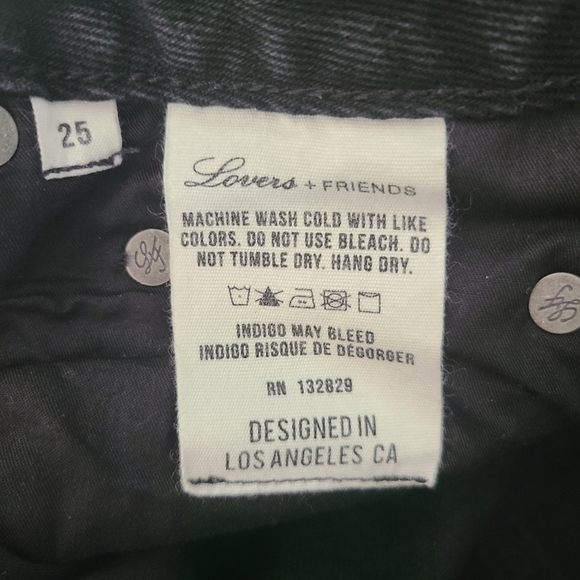 25
Lovers + FRIENDS
MACHINE WASH COLD WITH LIKE
COLORS. DO NOT USE BLEACH. DO
NOT TUMBLE DRY. HANG DRY.
INDIGO MAY BLEED
INDIGO RISQUE DE DÉGORGER
RN 132829
DESIGNED IN
LOS ANGELES CA